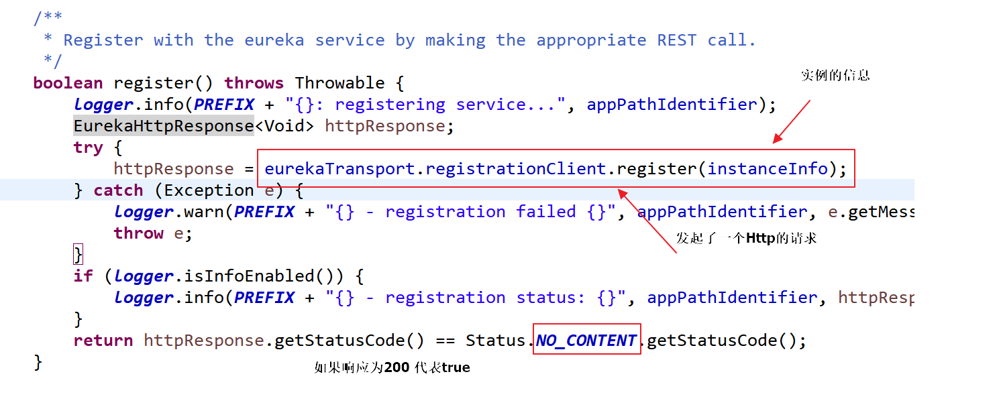 /**
 * Register with the eureka service by making the appropriate REST call.
 */
实例的信息
boolean register() throws Throwable {
    logger.info(PREFIX + "{}: registering service...", appPathIdentifier);
    EurekaHttpResponse<Void> httpResponse;
    try {
        httpResponse = eurekaTransport.registrationClient.register(instanceInfo);
    } catch (Exception e) {
        logger.warn(PREFIX + "{} - registration failed {}", appPathIdentifier, e.getMess
        throw e;
发起了一个Http的请求
    }
    if (logger.isInfoEnabled()) {
        logger.info(PREFIX + "{} - registration status: {}", appPathIdentifier, httpResp
    }
    return httpResponse.getStatusCode() == Status.NO_CONTENT.getStatusCode();
}
如果响应为200 代表true